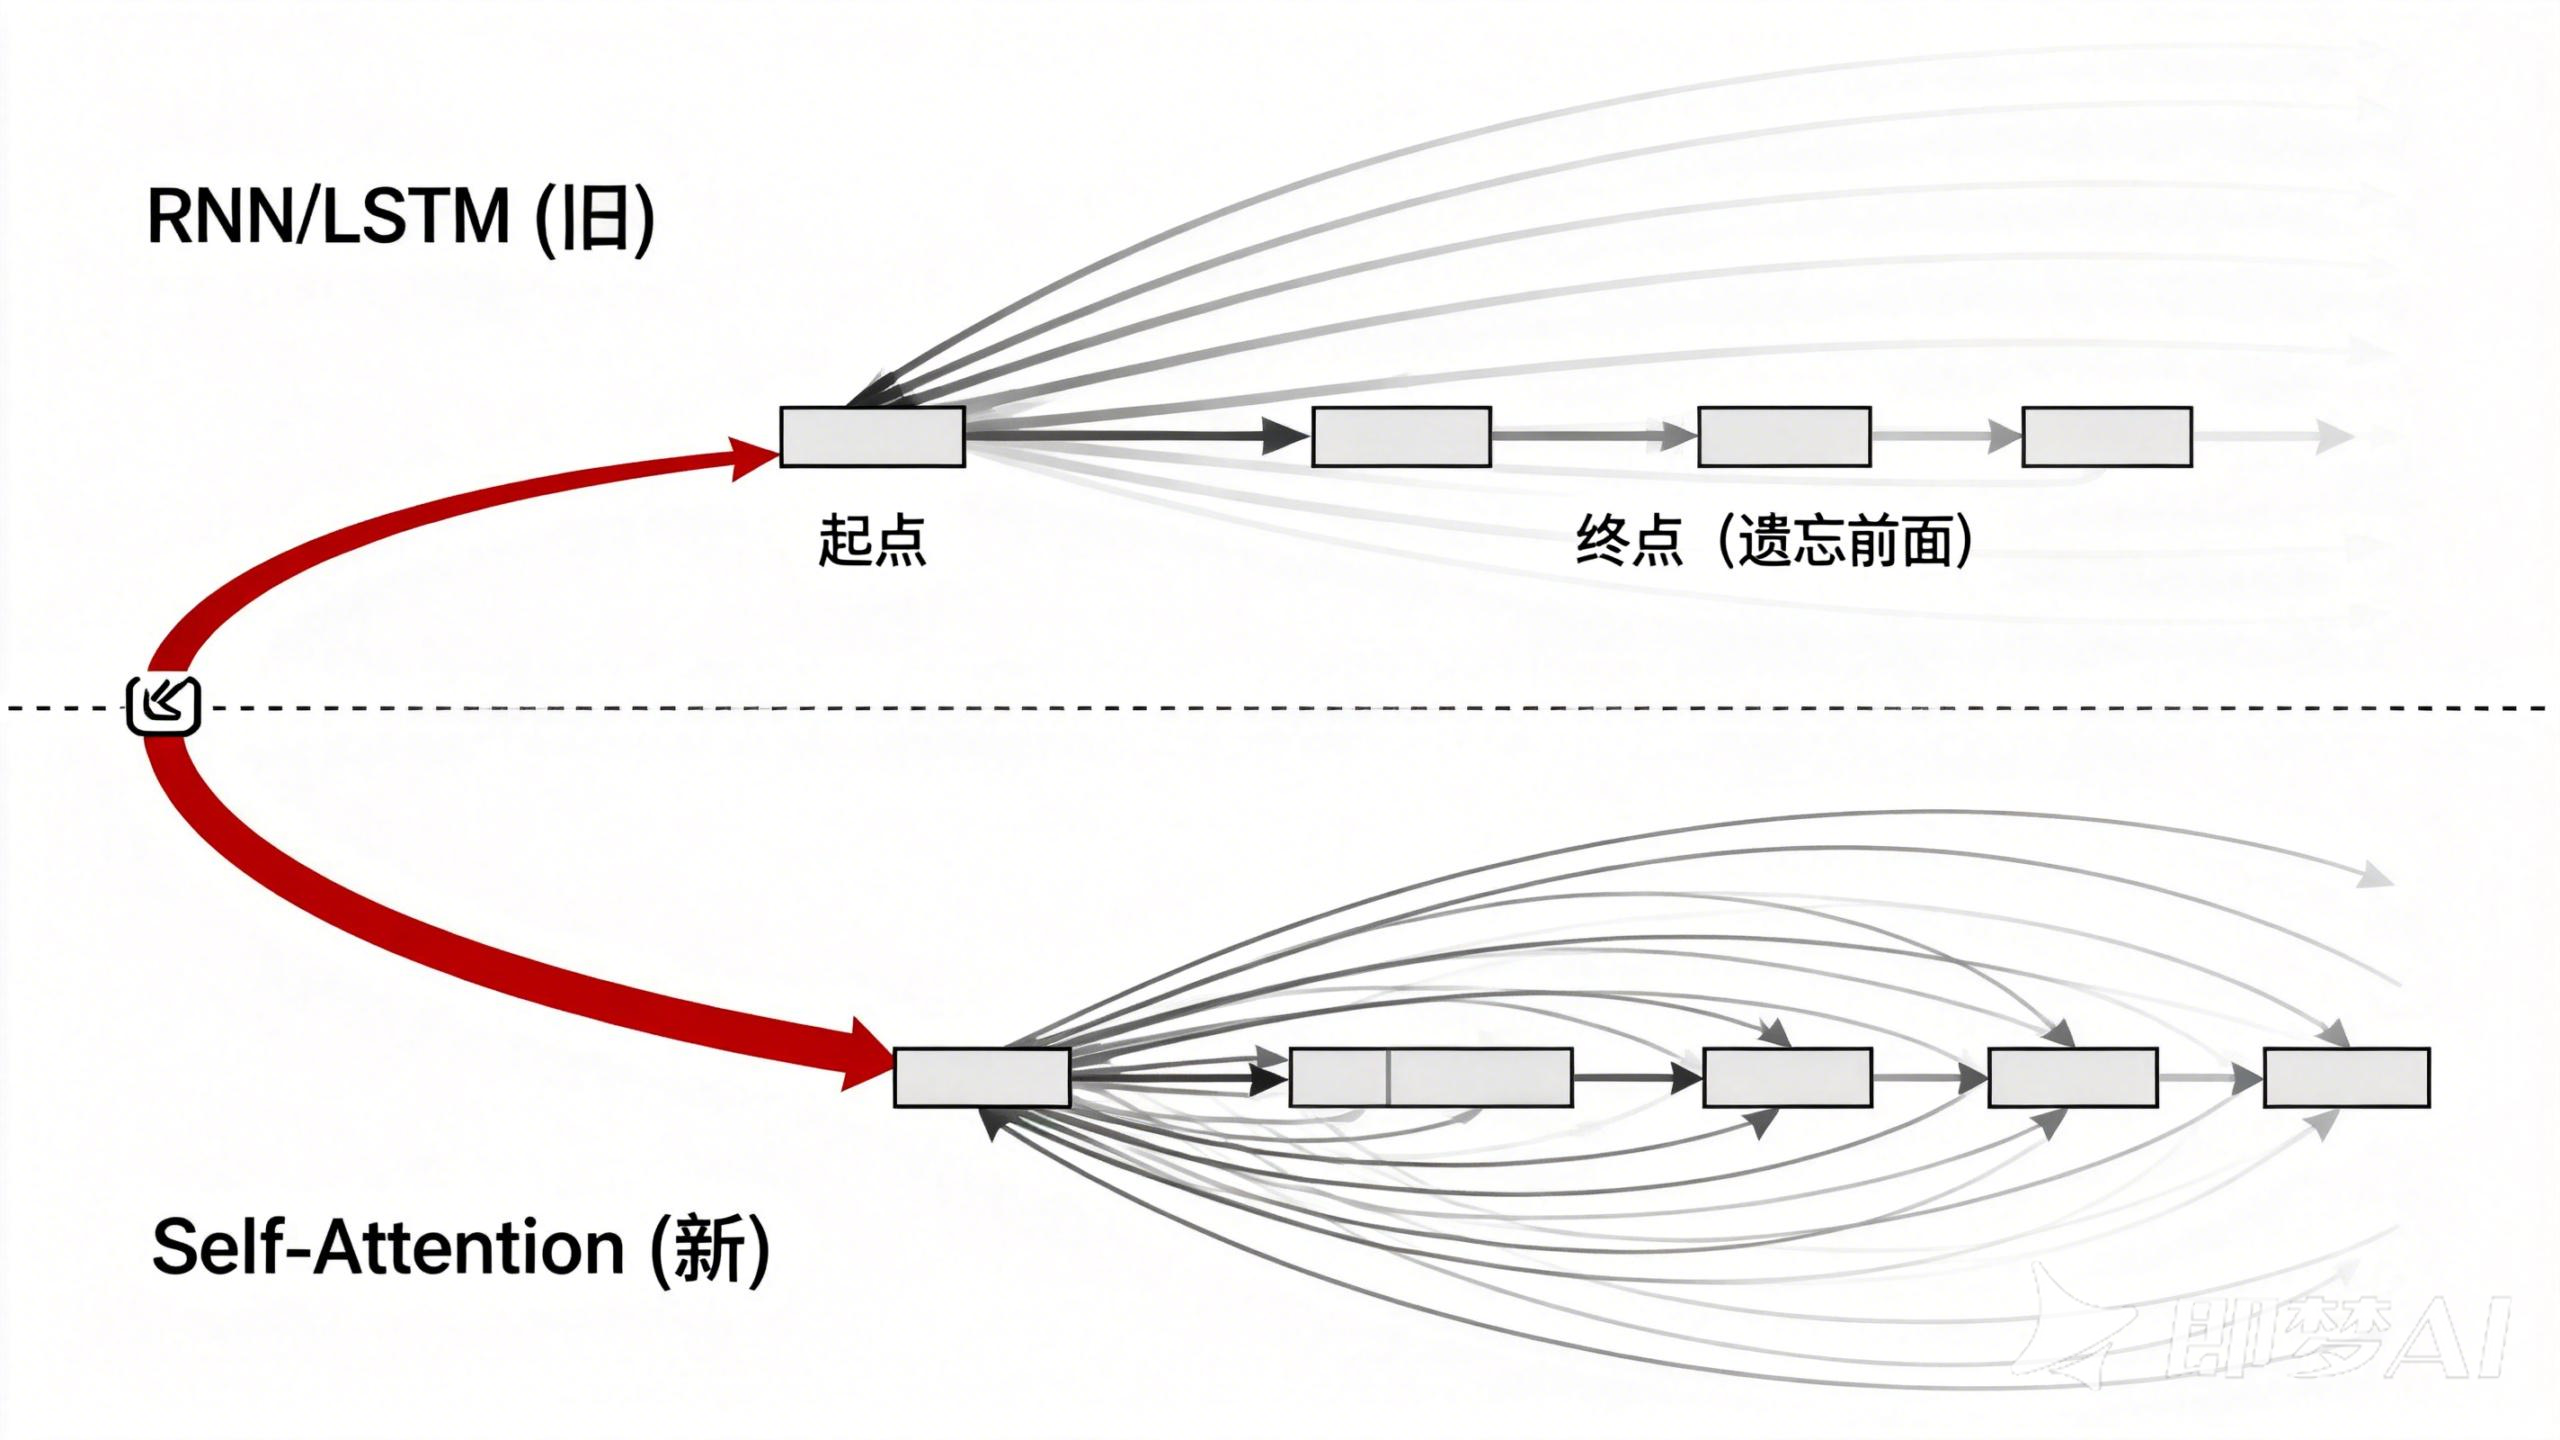 RNN/LSTM (旧)
起点
终点（遗忘前面）
Self-Attention (新)
即梦AI